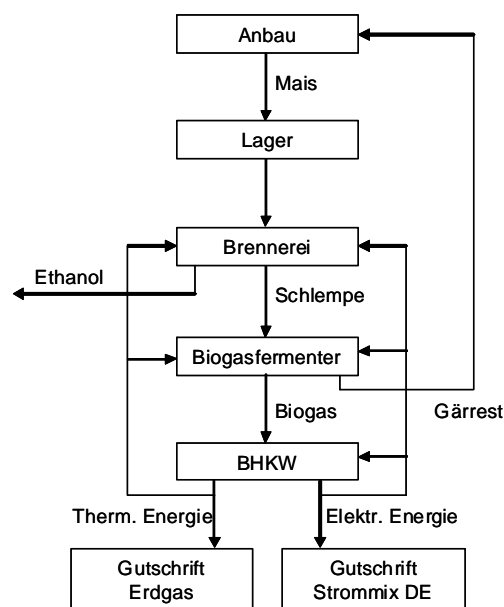 Anbau
Mais
Lager
Brennerei
Ethanol
Schlempe
Biogasfermenter
Biogas
Gärrest
BHKW
Therm. Energie
Elektr. Energie
Gutschrift
Erdgas
Gutschrift
Strommix DE